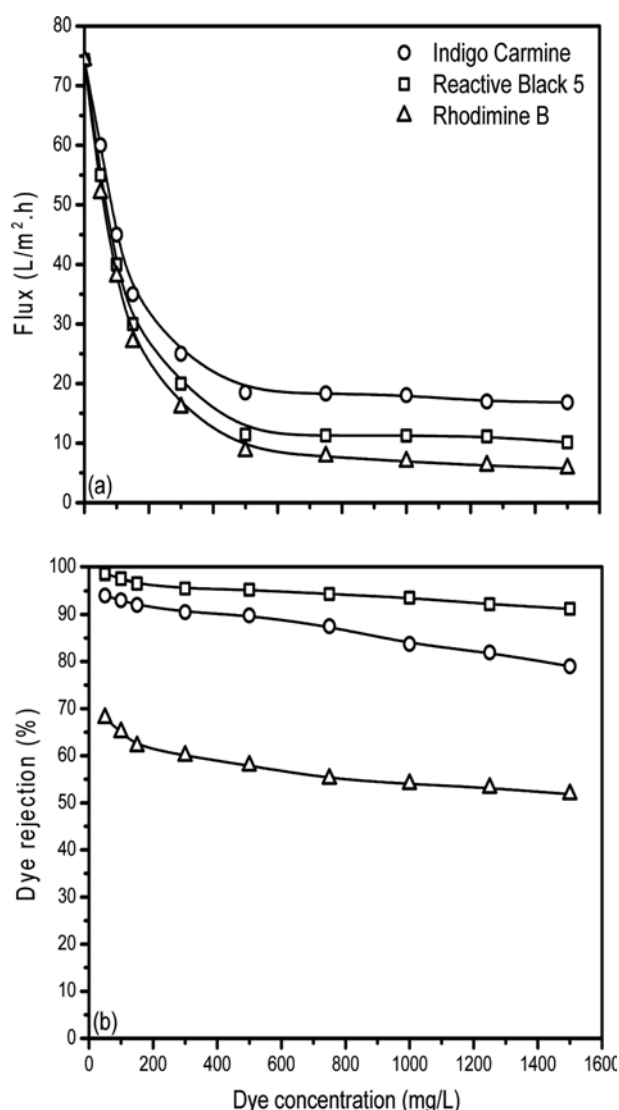 80
70
60
50
40
30
20
10
0
Flux (L/m².h)
Indigo Carmine
Reactive Black 5
Rhodimine B
(a)
100
90
80
70
60
50
40
30
20
10
0
Dye rejection (%)
(b)
0 200 400 600 800 1000 1200 1400 1600
Dye concentration (mg/L)